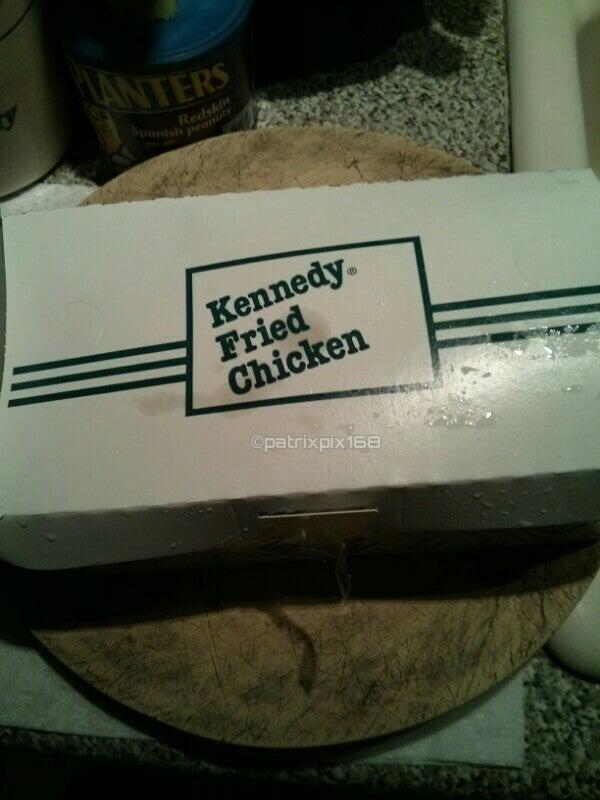 PLANTERS
Redskin
Spanish peanuts
Kennedy®
Fried
Chicken
©patrixpix168